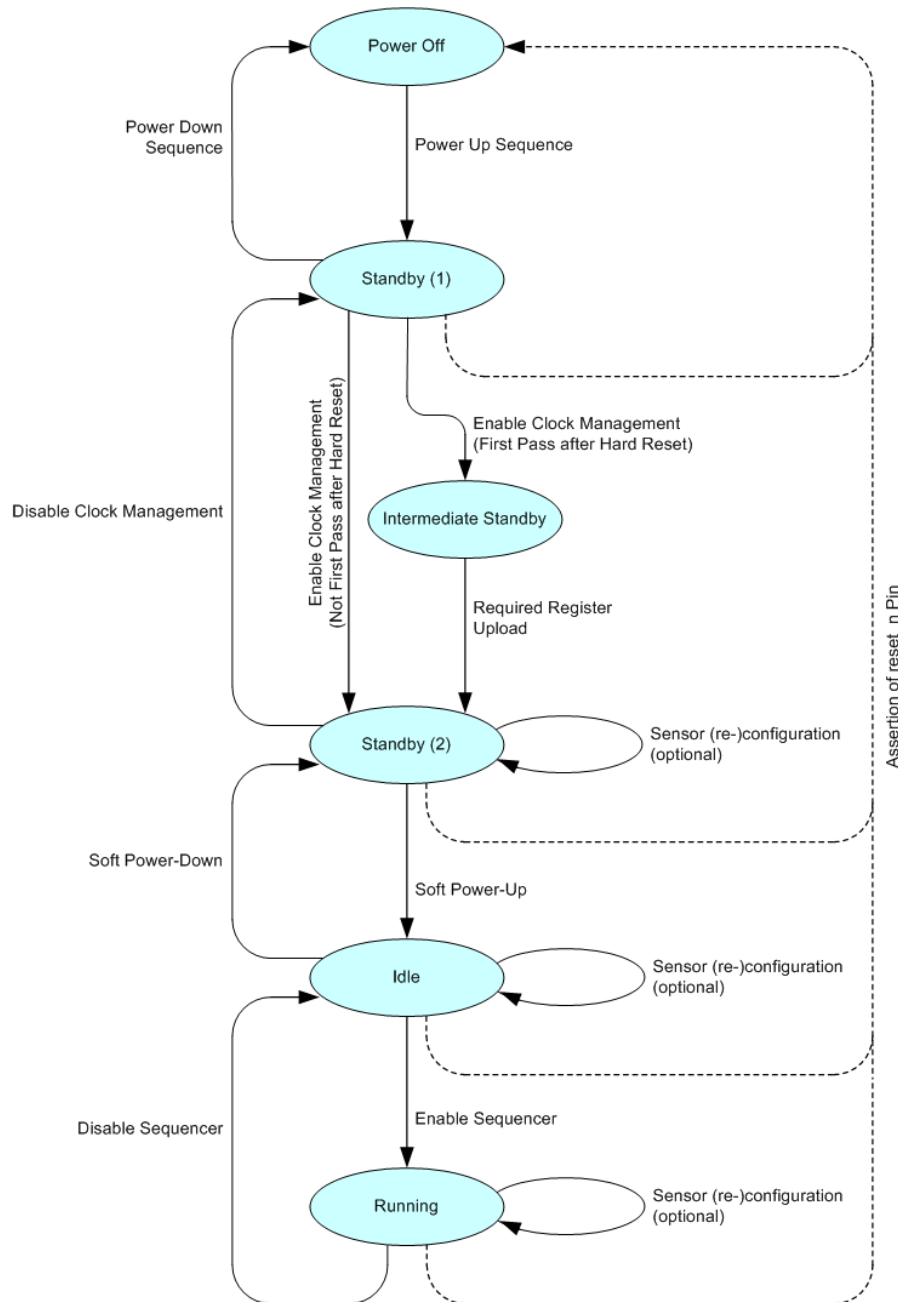 Power Off
Power Down
Sequence
Power Up Sequence
Standby (1)
Enable Clock Management
(Not First Pass after Hard Reset)
Enable Clock Management
(First Pass after Hard Reset)
Disable Clock Management
Intermediate Standby
Required Register
Upload
Assertion of reset_n Pin
Standby (2)
Sensor (re-)configuration
(optional)
Soft Power-Down
Soft Power-Up
Idle
Sensor (re-)configuration
(optional)
Disable Sequencer
Enable Sequencer
Running
Sensor (re-)configuration
(optional)